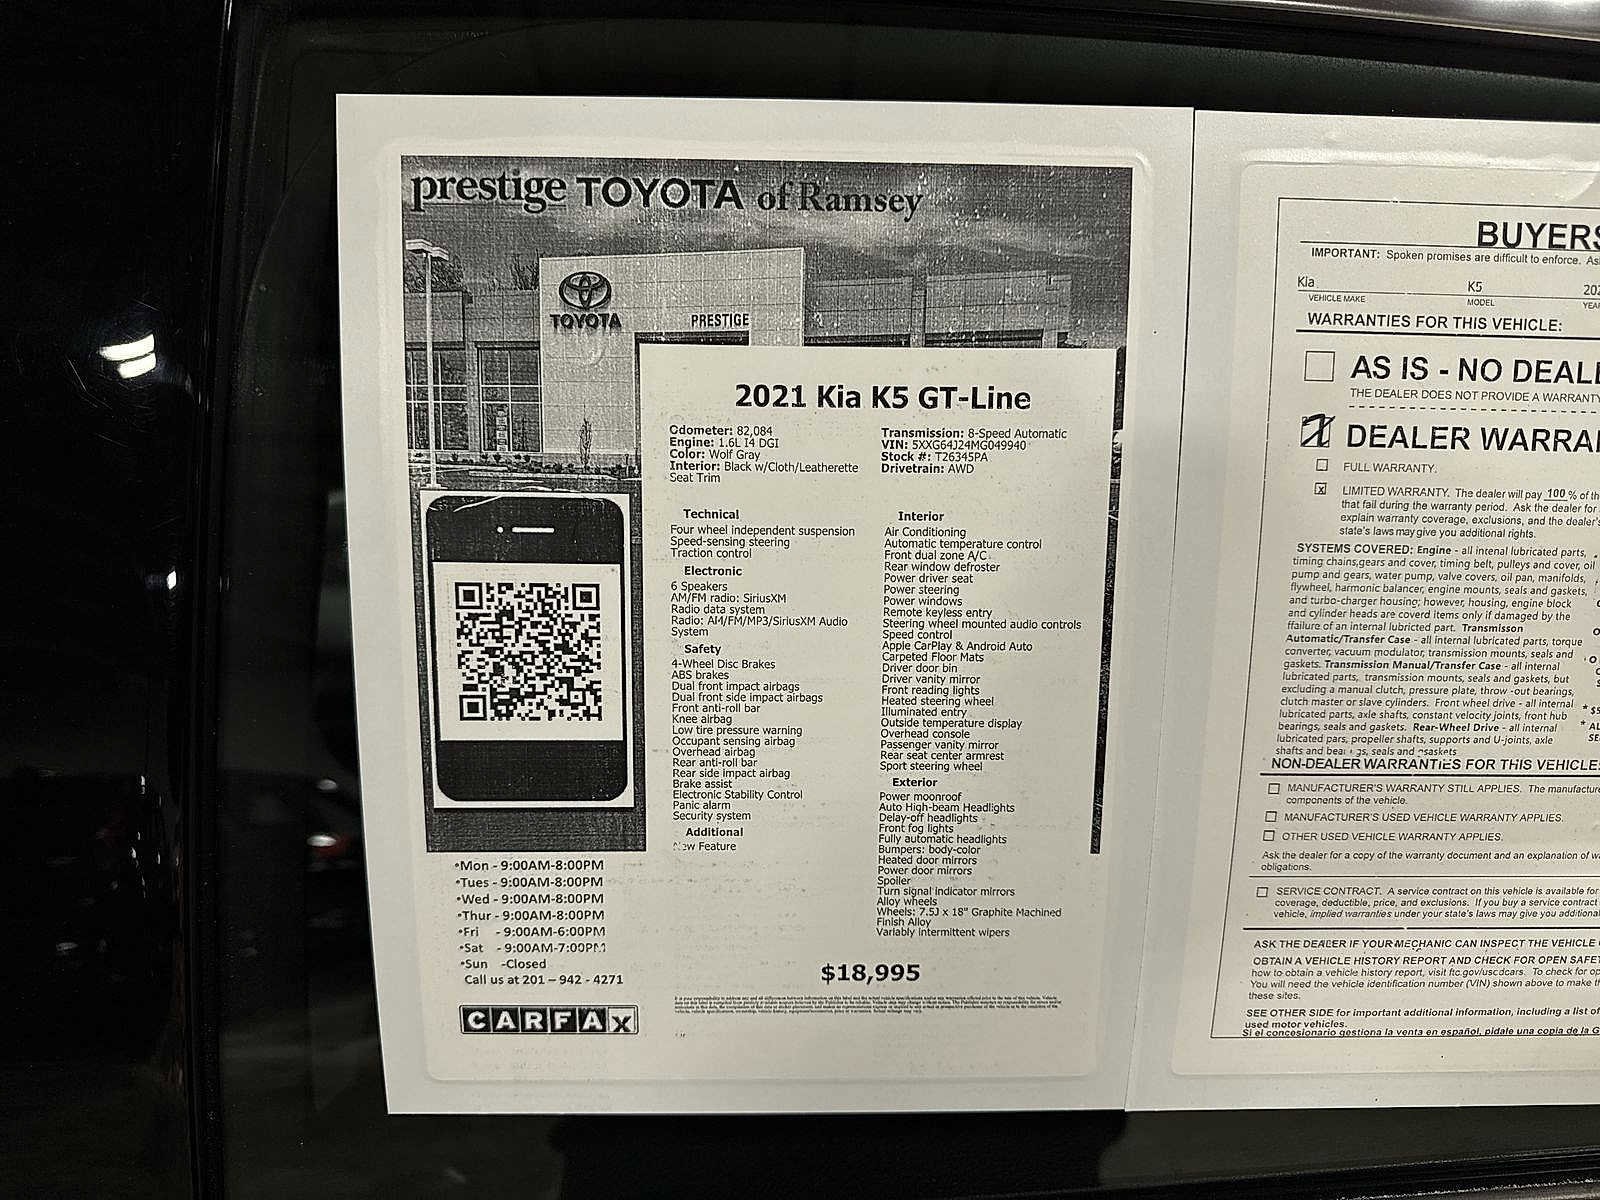 prestige TOYOTA of Ramsey
TOYOTA
PRESTIGE
2021 Kia K5 GT-Line
Odometer: 82,084
Engine: 1.6L I4 DGI
Color: Wolf Gray
Interior: Black w/Cloth/Leatherette
Seat Trim
Transmission: 8-Speed Automatic
VIN: 5XXG64J24MG049940
Stock #: T26345PA
Drivetrain: AWD
Technical
Four wheel independent suspension
Speed-sensing steering
Traction control
Electronic
6 Speakers
AM/FM radio: SiriusXM
Radio data system
Radio: AM/FM/MP3/SiriusXM Audio
System
Safety
4-Wheel Disc Brakes
ABS brakes
Dual front impact airbags
Dual front side impact airbags
Front anti-roll bar
Knee airbag
Low tire pressure warning
Occupant sensing airbag
Overhead airbag
Rear anti-roll bar
Rear side impact airbag
Brake assist
Electronic Stability Control
Panic alarm
Security system
Additional
New Feature
Interior
Air Conditioning
Automatic temperature control
Front dual zone A/C
Rear window defroster
Power driver seat
Power steering
Power windows
Remote keyless entry
Steering wheel mounted audio controls
Speed control
Apple CarPlay & Android Auto
Carpeted Floor Mats
Driver door bin
Driver vanity mirror
Front reading lights
Heated steering wheel
Illuminated entry
Outside temperature display
Overhead console
Passenger vanity mirror
Rear seat center armrest
Sport steering wheel
Exterior
Power moonroof
Auto High-beam Headlights
Delay-off headlights
Front fog lights
Fully automatic headlights
Bumpers: body-color
Heated door mirrors
Power door mirrors
Spoiler
Turn signal indicator mirrors
Alloy wheels
Wheels: 7.5J x 18" Graphite Machined
Finish Alloy
Variably intermittent wipers
$18,995
•Mon - 9:00AM-8:00PM
•Tues - 9:00AM-8:00PM
•Wed - 9:00AM-8:00PM
•Thur - 9:00AM-8:00PM
•Fri - 9:00AM-6:00PM
•Sat - 9:00AM-7:00PM
•Sun -Closed
Call us at 201 – 942 - 4271
CARFAX
BUYERS
IMPORTANT: Spoken promises are difficult to enforce.
Kia K5 202
VEHICLE MAKE MODEL YEAR
WARRANTIES FOR THIS VEHICLE:
AS IS - NO DEALE
THE DEALER DOES NOT PROVIDE A WARRANTY
DEALER WARRA
FULL WARRANTY.
X LIMITED WARRANTY. The dealer will pay 100 % of the
that fail during the warranty period. Ask the dealer for
explain warranty coverage, exclusions, and the dealer's
state's laws may give you additional rights.
SYSTEMS COVERED: Engine - all intenal lubricated parts,
timing chains,gears and cover, timing belt, pulleys and cover, oil
pump and gears, water pump, valve covers, oil pan, manifolds,
flywheel, harmonic balancer, engine mounts, seals and gaskets,
and turbo-charger housing; however, housing, engine block
and cylinder heads are coverd items only if damaged by the
ffailure of an internal lubricted part. Transmisson
Automatic/Transfer Case - all internal lubricated parts, torque
converter, vacuum modulator, transmission mounts, seals and
gaskets. Transmission Manual/Transfer Case - all internal
lubricated parts, transmission mounts, seals and gaskets, but
excluding a manual clutch, pressure plate, throw -out bearings,
clutch master or slave cylinders. Front wheel drive - all internal
lubricated parts, axle shafts, constant velocity joints, front hub
bearings, seals and gaskets. Rear-Wheel Drive - all internal
lubricated pars, propeller shafts, supports and U-joints, axle
shafts and bearings, seals and gaskets
NON-DEALER WARRANTIES FOR THIS VEHICLE:
MANUFACTURER'S WARRANTY STILL APPLIES. The manufacture
components of the vehicle.
MANUFACTURER'S USED VEHICLE WARRANTY APPLIES.
OTHER USED VEHICLE WARRANTY APPLIES.
Ask the dealer for a copy of the warranty document and an explanation of wa
obligations.
SERVICE CONTRACT. A service contract on this vehicle is available for
coverage, deductible, price, and exclusions. If you buy a service contract
vehicle, implied warranties under your state's laws may give you additional
ASK THE DEALER IF YOUR MECHANIC CAN INSPECT THE VEHICLE
OBTAIN A VEHICLE HISTORY REPORT AND CHECK FOR OPEN SAFET
how to obtain a vehicle history report, visit ftc.gov/usedcars. To check for op
You will need the vehicle identification number (VIN) shown above to make th
these sites.
SEE OTHER SIDE for important additional information, including a list of
used motor vehicles.
Si el concesionario gestiona la venta en español, pídale una copia de la G